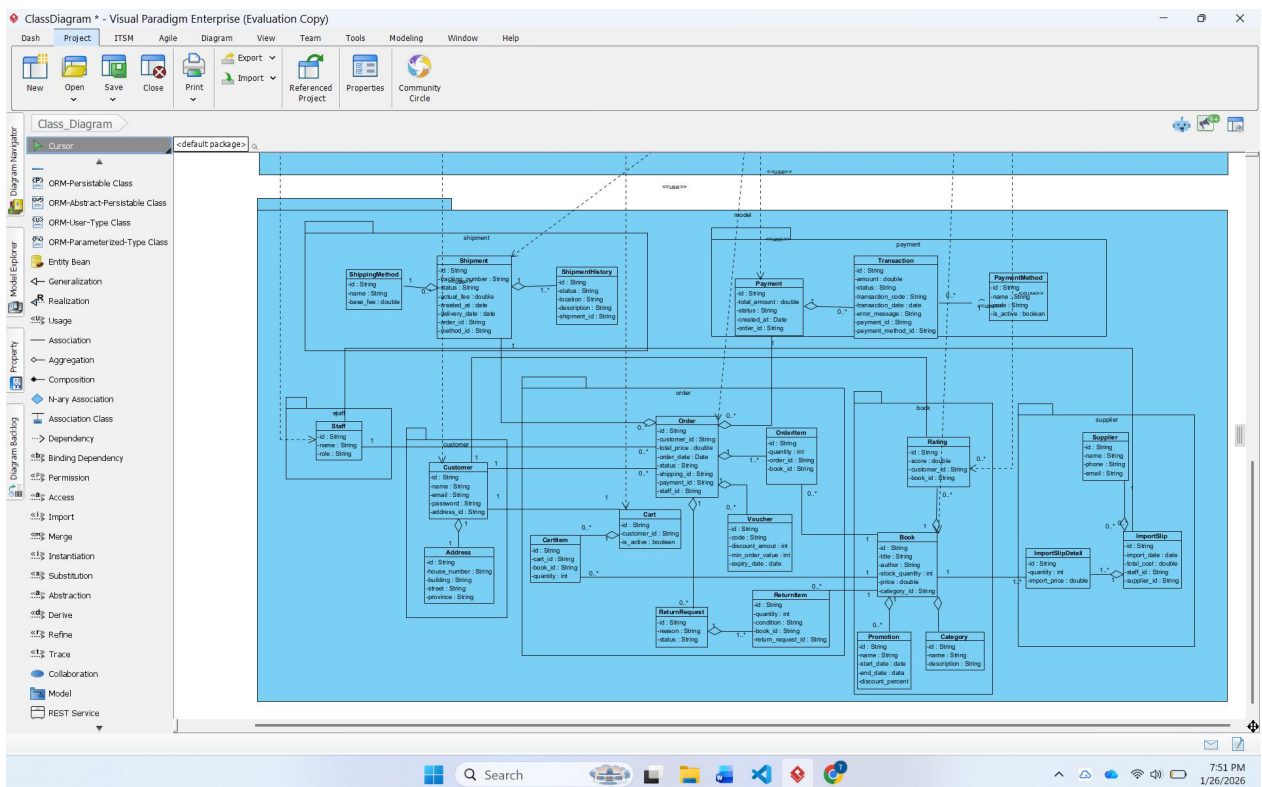 ClassDiagram * - Visual Paradigm Enterprise (Evaluation Copy)
Dash Project ITSM Agile Diagram View Team Tools Modeling Window Help
New Open Save Close Print Export Import Referenced Project Properties Community Circle
Class_Diagram
Diagram Navigator
Model Explorer
Property
Diagram Backlog
Cursor
ORM-Persistable Class
ORM-Abstract-Persistable Class
ORM-User-Type Class
ORM-Parameterized-Type Class
Entity Bean
Generalization
Realization
Usage
Association
Aggregation
Composition
N-ary Association
Association Class
Dependency
Binding Dependency
Permission
Access
Import
Merge
Instantiation
Substitution
Abstraction
Derive
Refine
Trace
Collaboration
Model
REST Service
<default package>
<<use>>
<<use>>
model
shipment
ShippingMethod
-id : String
-name : String
-base_fee : double
Shipment
-id : String
-tracking_number : String
-status : String
-actual_fee : double
-created_at : date
-delivery_date : date
-order_id : String
-method_id : String
ShipmentHistory
-id : String
-status : String
-location : String
-description : String
-shipment_id : String
<<use>>
payment
Payment
-id : String
-total_amount : double
-status : String
-created_at : Date
-order_id : String
Transaction
-id : String
-amount : double
-status : String
-transaction_code : String
-transaction_date : date
-error_message : String
-payment_id : String
-payment_method_id : String
PaymentMethod
-id : String
-name : String
-code : String
-is_active : boolean
staff
Staff
-id : String
-name : String
-role : String
customer
Customer
-id : String
-name : String
-email : String
-password : String
-address_id : String
Address
-id : String
-house_number : String
-building : String
-street : String
-province : String
order
Order
-id : String
-customer_id : String
-total_price : double
-order_date : Date
-status : String
-shipping_id : String
-payment_id : String
-staff_id : String
OrderItem
-id : String
-quantity : int
-order_id : String
-book_id : String
Cart
-id : String
-customer_id : String
-is_active : boolean
CartItem
-id : String
-cart_id : String
-book_id : String
-quantity : int
Voucher
-id : String
-code : String
-discount_amout : int
-min_order_value : int
-expiry_date : date
ReturnRequest
-id : String
-reason : String
-status : String
ReturnItem
-id : String
-quantity : int
-condition : String
-book_id : String
-return_request_id : String
book
Rating
-id : String
-score : double
-customer_id : String
-book_id : String
Book
-id : String
-title : String
-author : String
-stock_quantity : int
-price : double
-category_id : String
Promotion
-id : String
-name : String
-start_date : date
-end_date : data
-discount_percent
Category
-id : String
-name : String
-description : String
supplier
Supplier
-id : String
-name : String
-phone : String
-email : String
ImportSlipDetail
-id : String
-quantity : int
-import_price : double
ImportSlip
-id : String
-import_date : date
-total_cost : double
-staff_id : String
-supplier_id : String
Search
7:51 PM
1/26/2026